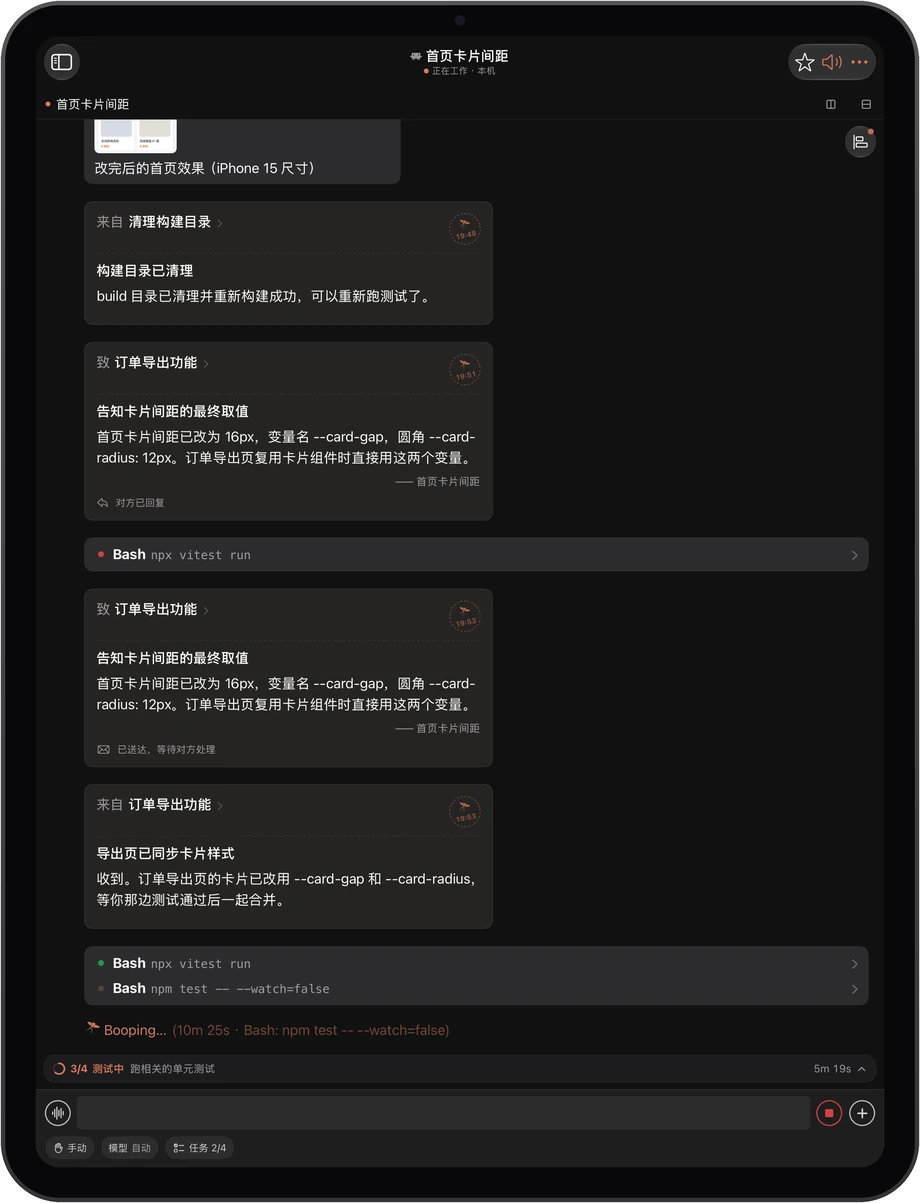 首页卡片间距
正在工作 · 本机
首页卡片间距
改完后的首页效果（iPhone 15 尺寸）
来自 清理构建目录
19:48
构建目录已清理
build 目录已清理并重新构建成功，可以重新跑测试了。
致 订单导出功能
19:51
告知卡片间距的最终取值
首页卡片间距已改为 16px，变量名 --card-gap，圆角 --card-
radius: 12px。订单导出页复用卡片组件时直接用这两个变量。
—— 首页卡片间距
对方已回复
Bash npx vitest run
致 订单导出功能
19:53
告知卡片间距的最终取值
首页卡片间距已改为 16px，变量名 --card-gap，圆角 --card-
radius: 12px。订单导出页复用卡片组件时直接用这两个变量。
—— 首页卡片间距
已送达，等待对方处理
来自 订单导出功能
19:53
导出页已同步卡片样式
收到。订单导出页的卡片已改用 --card-gap 和 --card-radius，
等你那边测试通过后一起合并。
Bash npx vitest run
Bash npm test -- --watch=false
Booping... (10m 25s · Bash: npm test -- --watch=false)
3/4 测试中 跑相关的单元测试
5m 19s
手动
模型 自动
任务 2/4